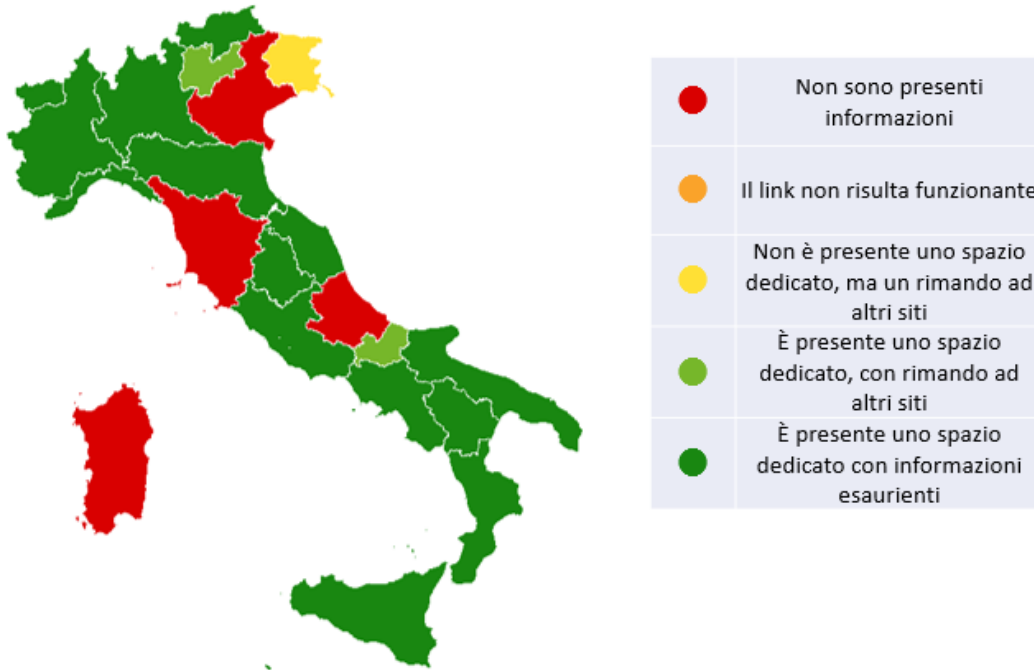 Non sono presenti
informazioni
Il link non risulta funzionante
Non è presente uno spazio
dedicato, ma un rimando ad
altri siti
È presente uno spazio
dedicato, con rimando ad
altri siti
È presente uno spazio
dedicato con informazioni
esaurienti